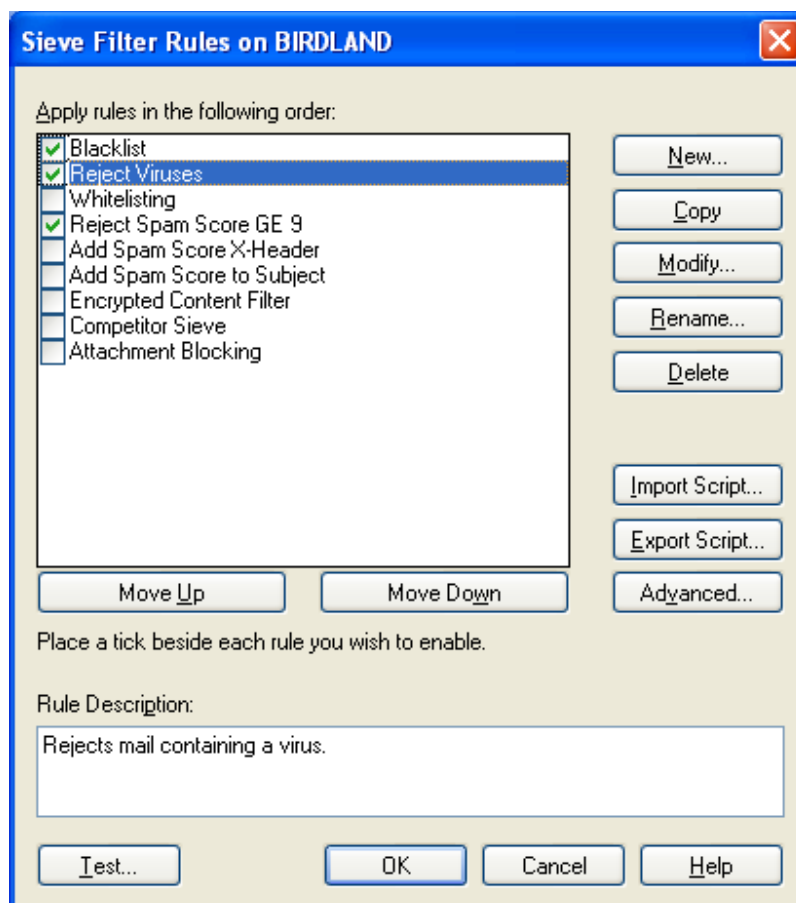 Sieve Filter Rules on BIRDLAND
Apply rules in the following order:
Blacklist
Reject Viruses
Whitelisting
Reject Spam Score GE 9
Add Spam Score X-Header
Add Spam Score to Subject
Encrypted Content Filter
Competitor Sieve
Attachment Blocking
New...
Copy
Modify...
Rename...
Delete
Import Script...
Export Script...
Advanced...
Move Up
Move Down
Place a tick beside each rule you wish to enable.
Rule Description:
Rejects mail containing a virus.
Test...
OK
Cancel
Help